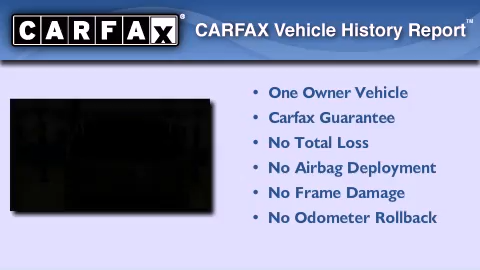 CARFAX® CARFAX Vehicle History Report™
• One Owner Vehicle
• Carfax Guarantee
• No Total Loss
• No Airbag Deployment
• No Frame Damage
• No Odometer Rollback